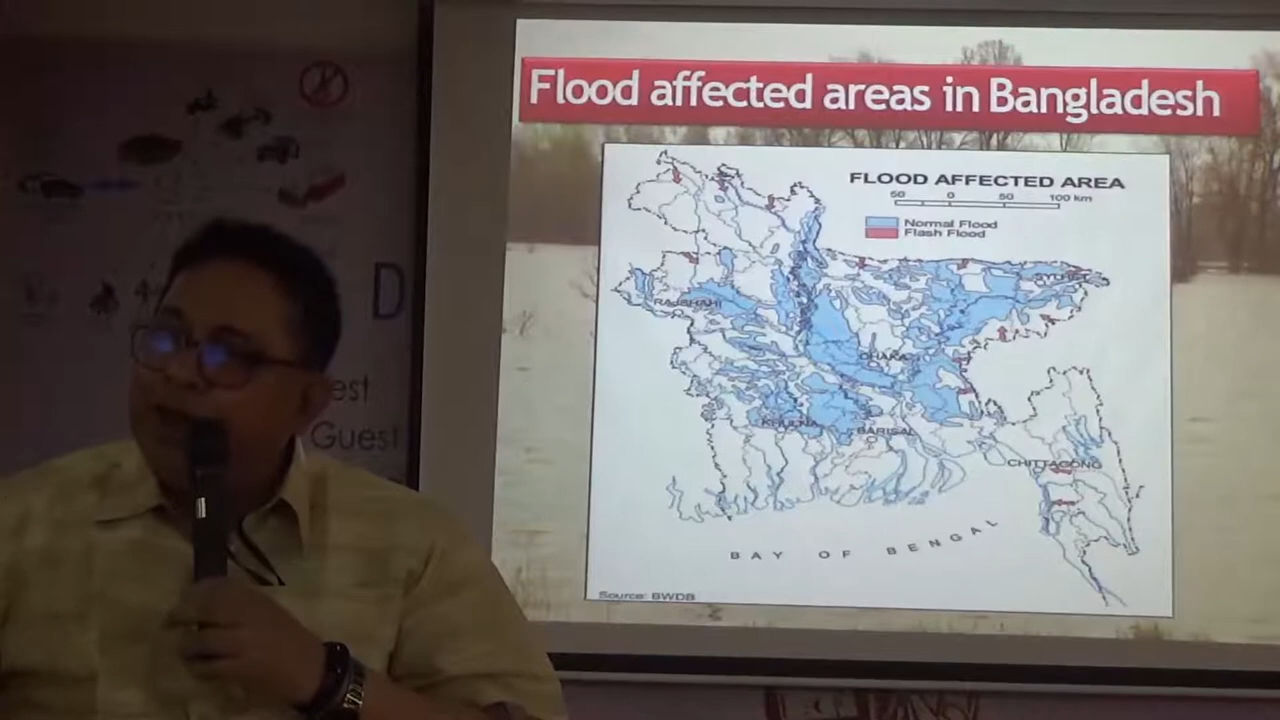 Flood affected areas in Bangladesh
FLOOD AFFECTED AREA
50 0 50 100 km
Normal Flood
Flash Flood
SYLHET
RAJSHAHI
DHAKA
KHULNA
BARISAL
CHITTAGONG
BAY OF BENGAL
Source: BWDB
D
est
Guest